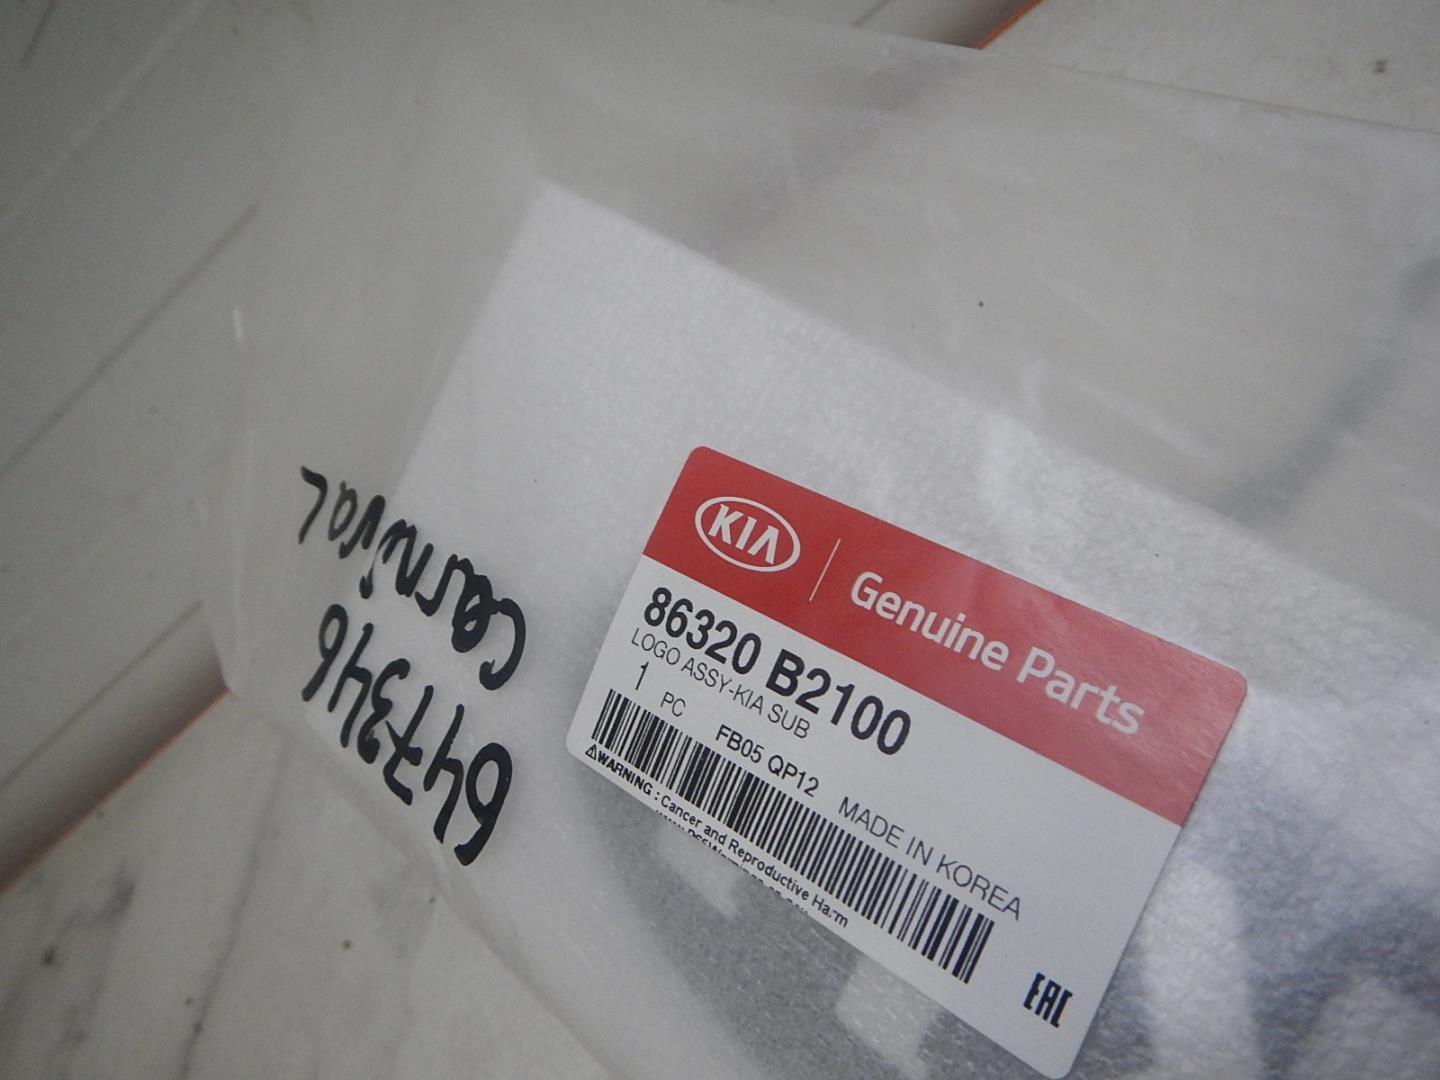 KIA
Genuine Parts
86320 B2100
LOGO ASSY-KIA SUB
1 PC FB05 QP12 MADE IN KOREA
WARNING : Cancer and Reproductive Harm
EAC
Carnival
6477346